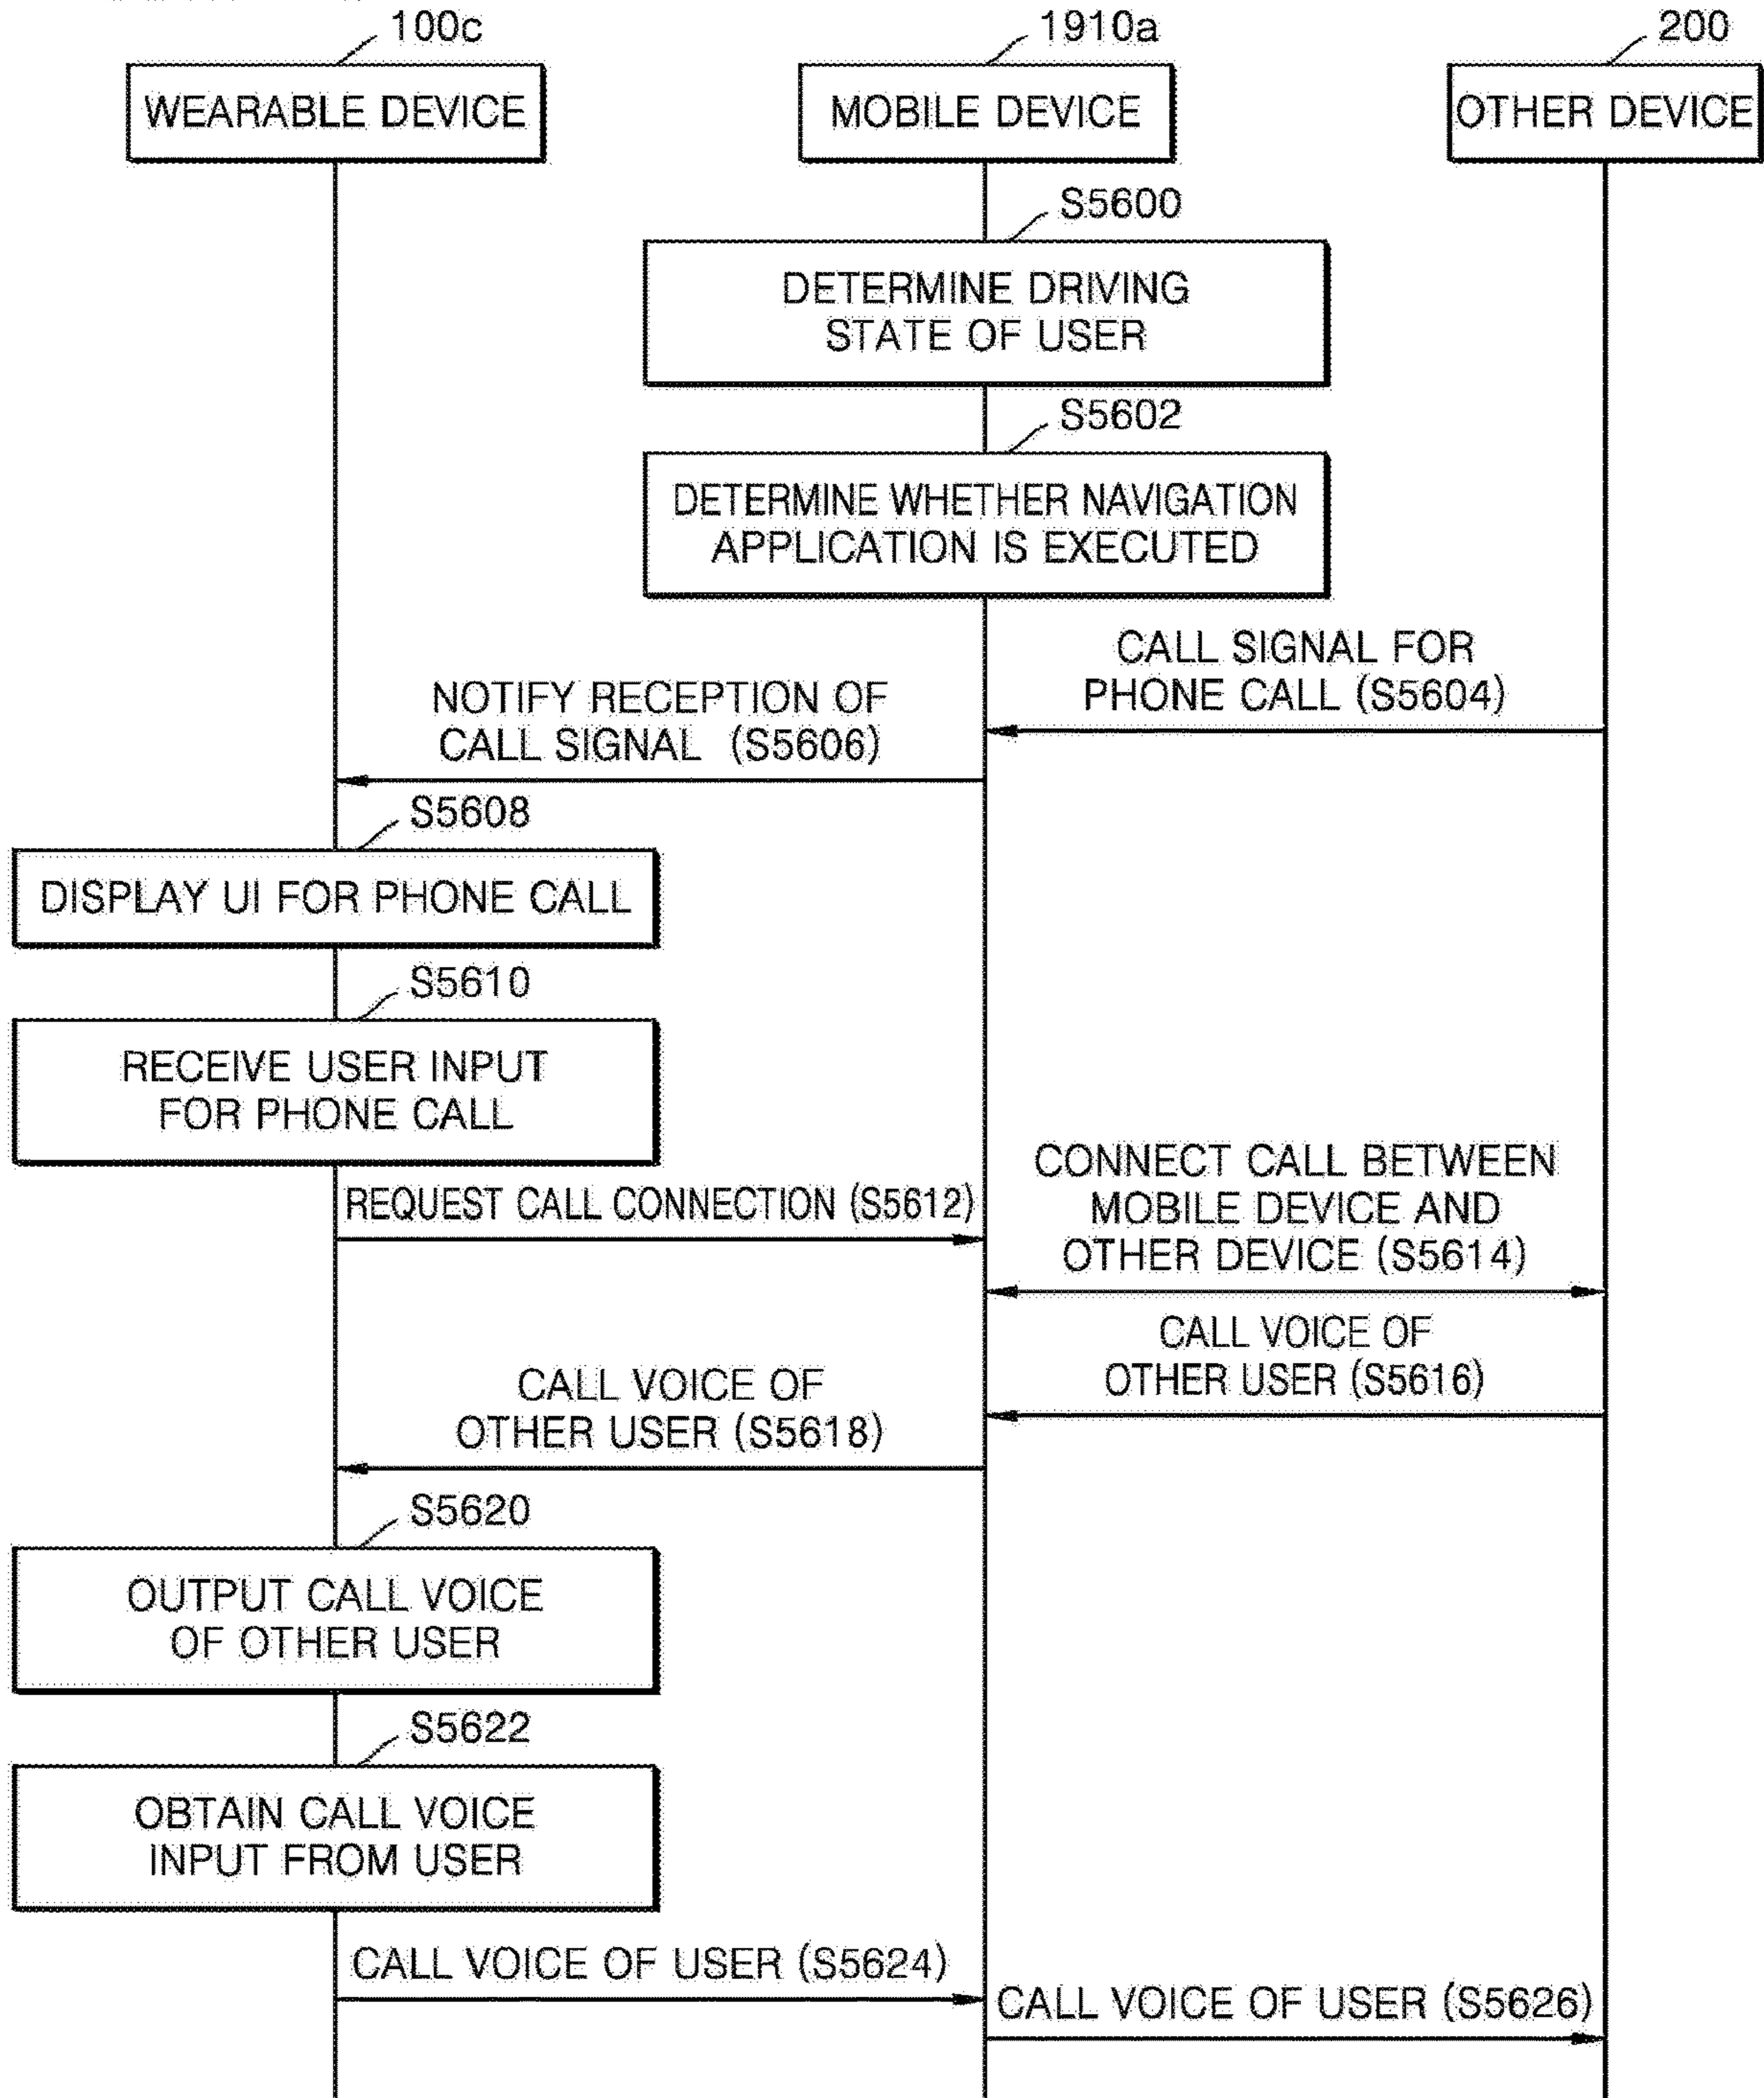 100c
1910a
200
WEARABLE DEVICE
MOBILE DEVICE
OTHER DEVICE
S5600
DETERMINE DRIVING
STATE OF USER
S5602
DETERMINE WHETHER NAVIGATION
APPLICATION IS EXECUTED
CALL SIGNAL FOR
PHONE CALL (S5604)
NOTIFY RECEPTION OF
CALL SIGNAL (S5606)
S5608
DISPLAY UI FOR PHONE CALL
S5610
RECEIVE USER INPUT
FOR PHONE CALL
REQUEST CALL CONNECTION (S5612)
CONNECT CALL BETWEEN
MOBILE DEVICE AND
OTHER DEVICE (S5614)
CALL VOICE OF
OTHER USER (S5616)
CALL VOICE OF
OTHER USER (S5618)
S5620
OUTPUT CALL VOICE
OF OTHER USER
S5622
OBTAIN CALL VOICE
INPUT FROM USER
CALL VOICE OF USER (S5624)
CALL VOICE OF USER (S5626)